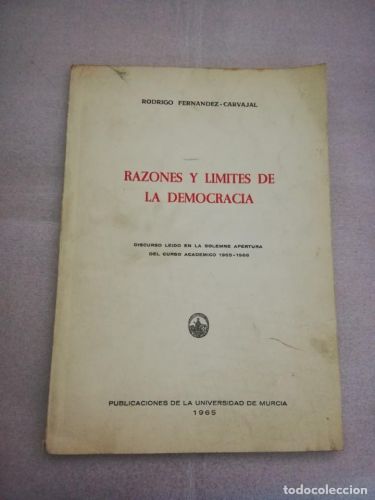 RODRIGO FERNANDEZ-CARVAJAL
RAZONES Y LIMITES DE
LA DEMOCRACIA
DISCURSO LEIDO EN LA SOLEMNE APERTURA
DEL CURSO ACADEMICO 1965-1966
PUBLICACIONES DE LA UNIVERSIDAD DE MURCIA
1965
todocoleccion